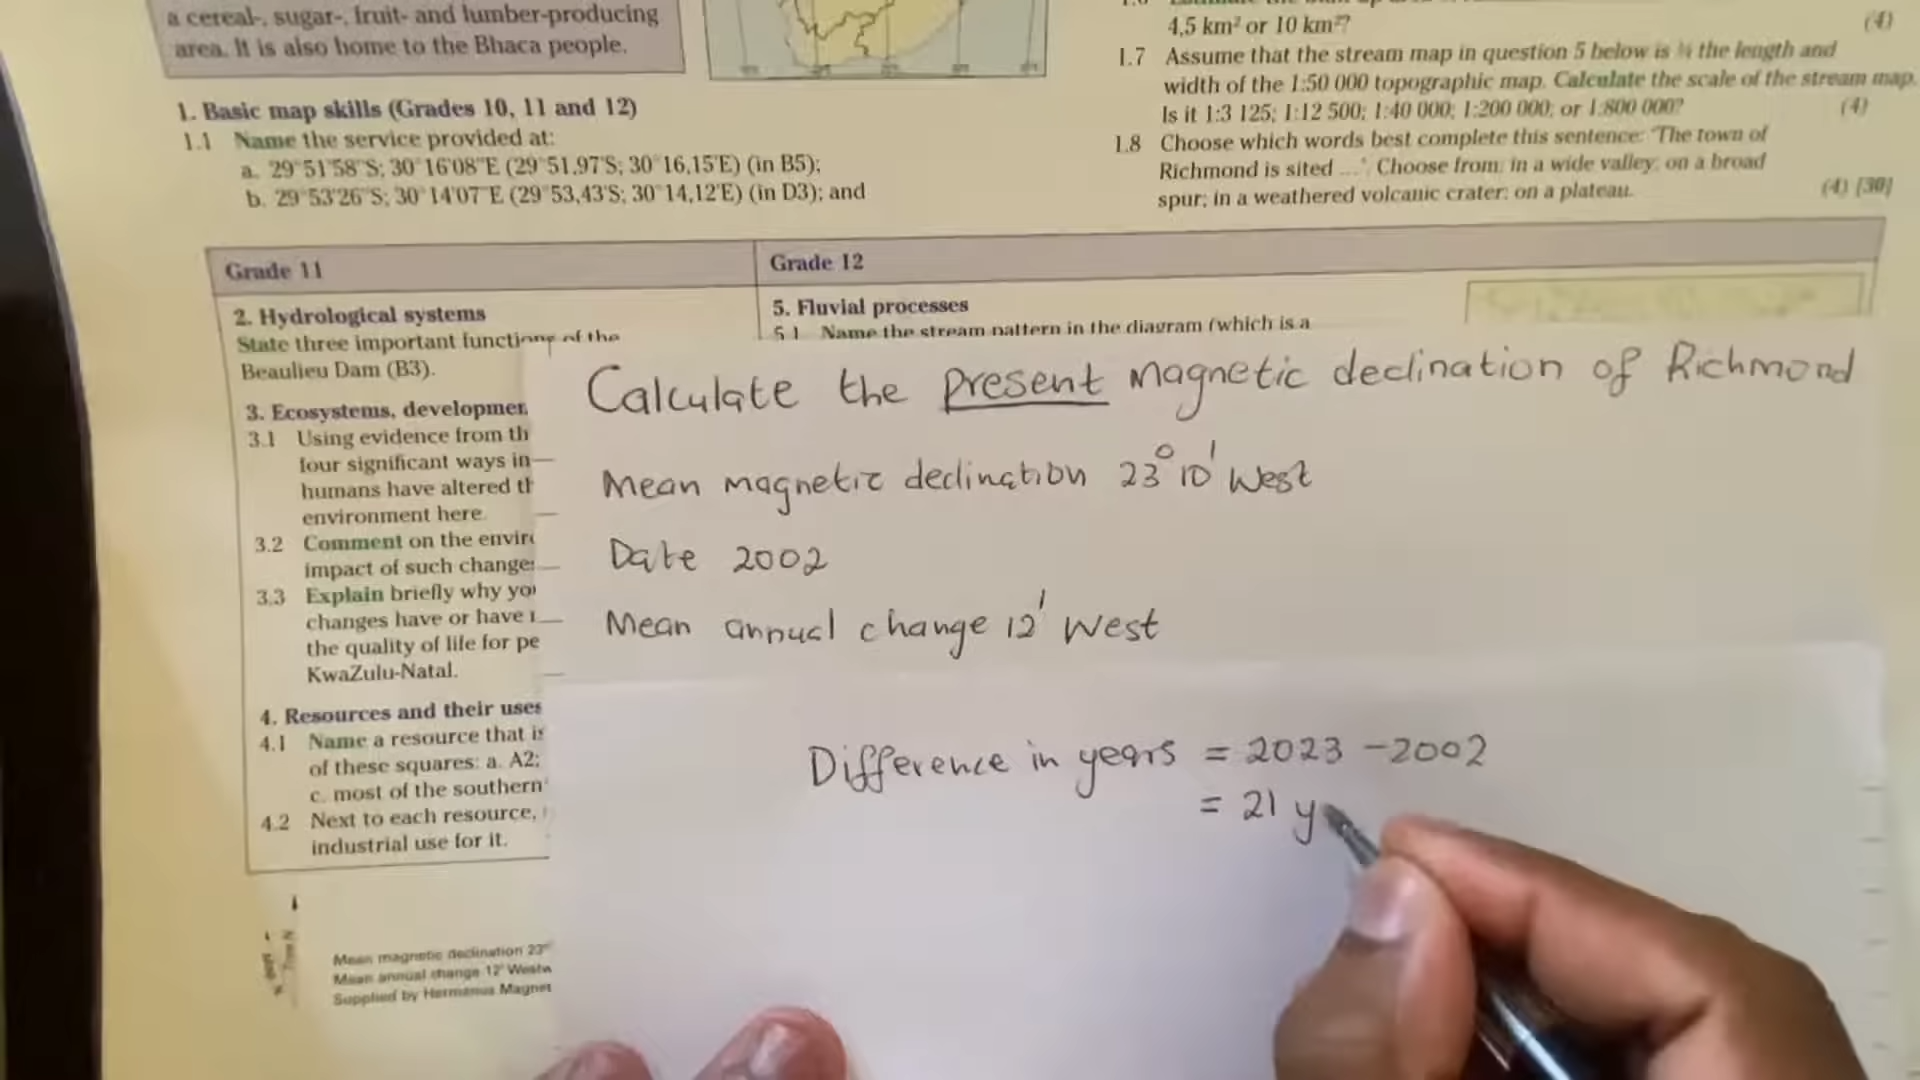 a cereal-, sugar-, fruit- and lumber-producing
area. It is also home to the Bhaca people.
1. Basic map skills (Grades 10, 11 and 12)
1.1 Name the service provided at:
a. 29°51'58"S; 30°16'08"E (29°51,97'S; 30°16,15'E) (in B5);
b. 29°53'26"S; 30°14'07"E (29°53,43'S; 30°14,12'E) (in D3); and
4,5 km² or 10 km²?
(4)
1.7 Assume that the stream map in question 5 below is ¼ the length and
width of the 1:50 000 topographic map. Calculate the scale of the stream map.
Is it 1:3 125; 1:12 500; 1:40 000; 1:200 000; or 1:800 000? (4)
1.8 Choose which words best complete this sentence: 'The town of
Richmond is sited ...'. Choose from: in a wide valley; on a broad
spur; in a weathered volcanic crater; on a plateau. (4) [30]
Grade 11
2. Hydrological systems
State three important functions of the
Beaulieu Dam (B3).
3. Ecosystems, developmen
3.1 Using evidence from th
four significant ways in
humans have altered th
environment here.
3.2 Comment on the enviro
impact of such changes
3.3 Explain briefly why you
changes have or have
the quality of life for pe
KwaZulu-Natal.
4. Resources and their uses
4.1 Name a resource that is
of these squares: a. A2;
c. most of the southern
4.2 Next to each resource,
industrial use for it.
Grade 12
5. Fluvial processes
5.1 Name the stream pattern in the diagram (which is a
Calculate the present magnetic declination of Richmond
Mean magnetic declination 23°10' West
Date 2002
Mean annual change 12' West
Difference in years = 2023 - 2002
= 21 y
True N
Mean magnetic declination 23°
Mean annual change 12' Westw
Supplied by Hermanus Magnet